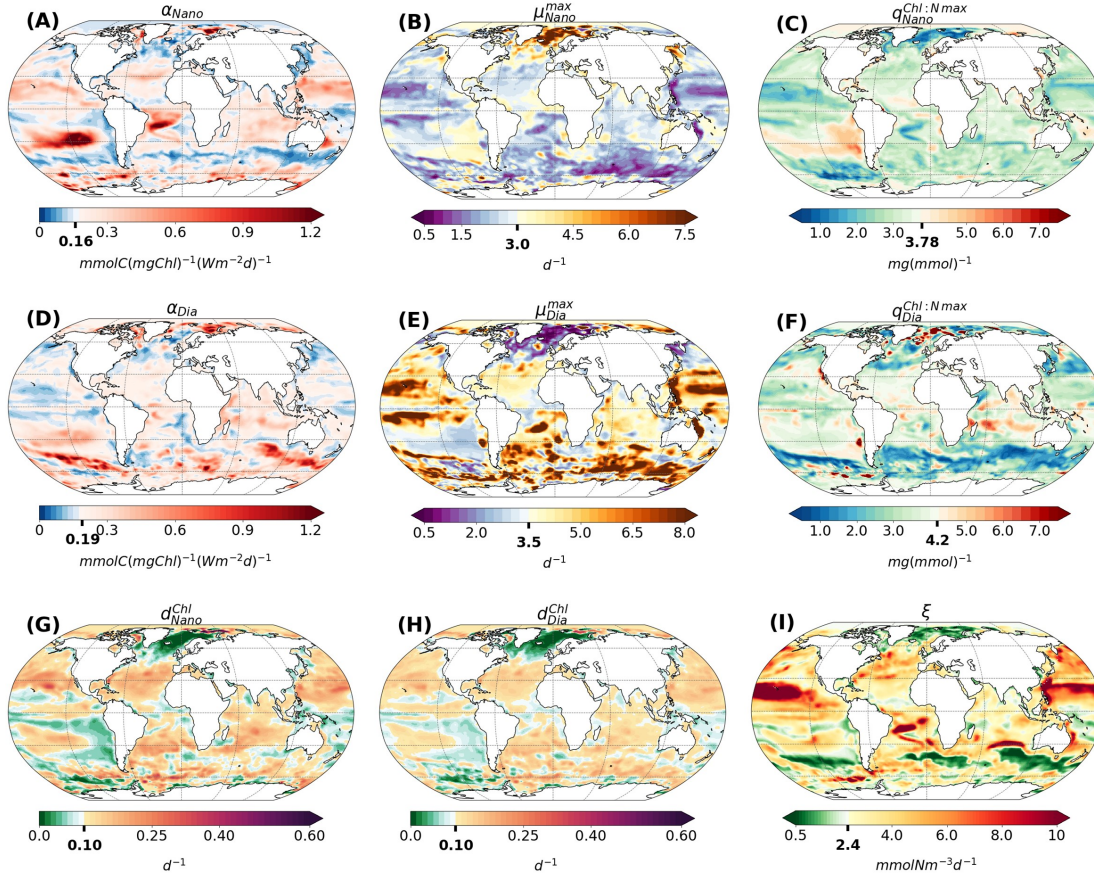 (A) α_Nano
(B) μ^max_Nano
(C) q^Chl:N max_Nano
0 0.3 0.6 0.9 1.2
0.16
mmolC(mgChl)⁻¹(Wm⁻²d)⁻¹
0.5 1.5 4.5 6.0 7.5
3.0
d⁻¹
1.0 2.0 3.0 5.0 6.0 7.0
3.78
mg(mmol)⁻¹
(D) α_Dia
(E) μ^max_Dia
(F) q^Chl:N max_Dia
0 0.3 0.6 0.9 1.2
0.19
mmolC(mgChl)⁻¹(Wm⁻²d)⁻¹
0.5 2.0 5.0 6.5 8.0
3.5
d⁻¹
1.0 2.0 3.0 5.0 6.0 7.0
4.2
mg(mmol)⁻¹
(G) d^Chl_Nano
(H) d^Chl_Dia
(I) ξ
0.0 0.25 0.40 0.60
0.10
d⁻¹
0.0 0.25 0.40 0.60
0.10
d⁻¹
0.5 5 10
2.4
mmolNm⁻³d⁻¹